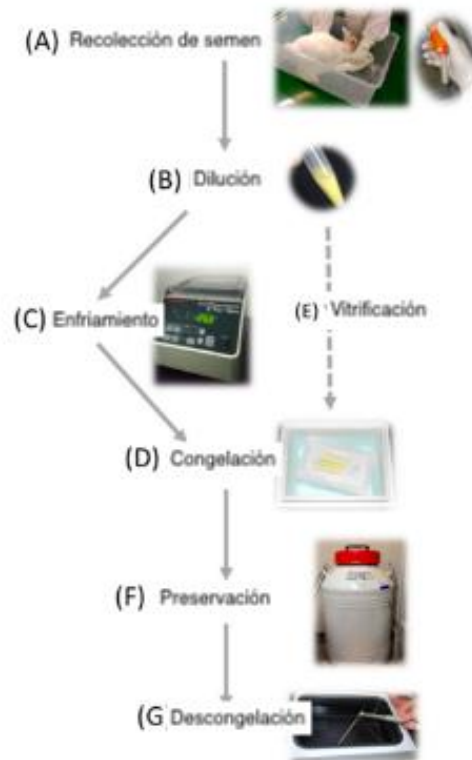 (A) Recolección de semen
(B) Dilución
(C) Enfriamiento
(E) Vitrificación
(D) Congelación
(F) Preservación
(G Descongelación